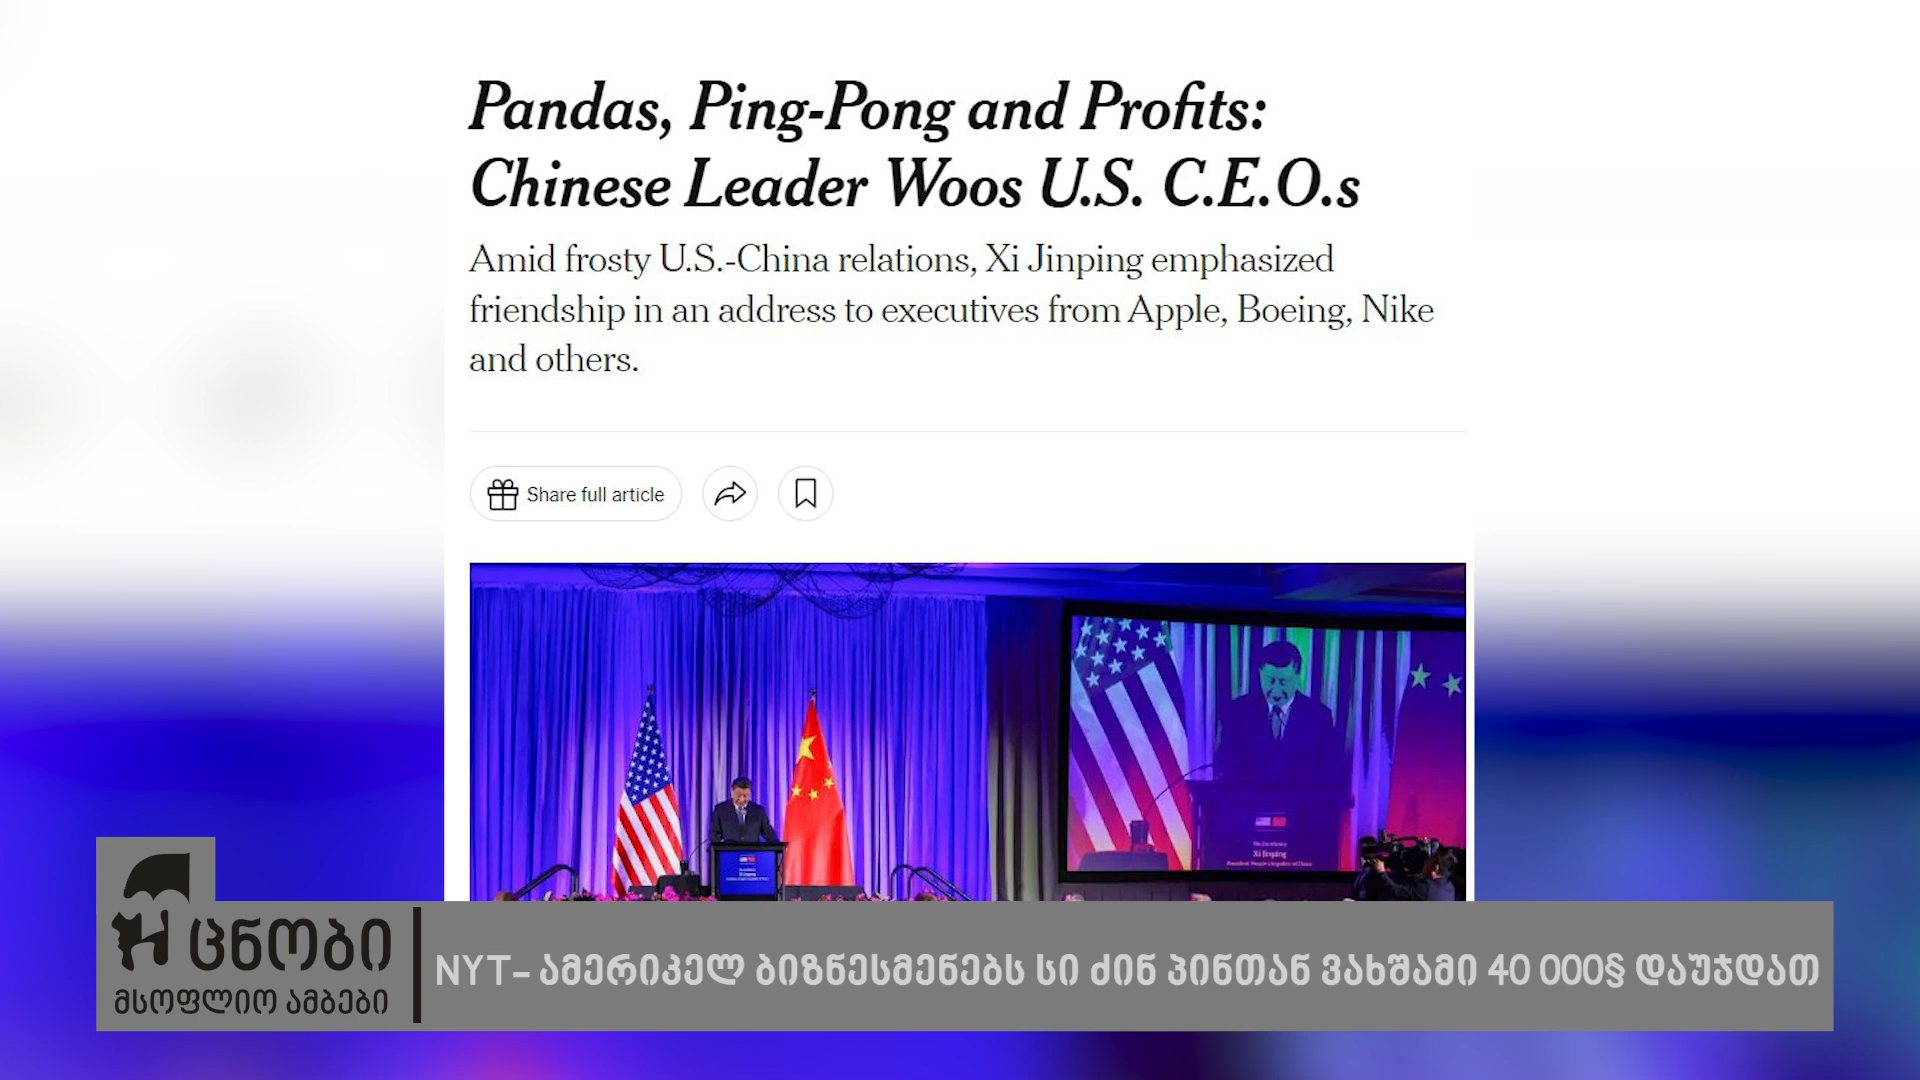 Pandas, Ping-Pong and Profits:
Chinese Leader Woos U.S. C.E.O.s
Amid frosty U.S.-China relations, Xi Jinping emphasized
friendship in an address to executives from Apple, Boeing, Nike
and others.
Share full article
Xi Jinping
ცნობი
მსოფლიო ამბები
NYT– ამერიკელ ბიზნესმენებს სი ძინ პინთან ვახშამი 40 000§ დაუჯდათ